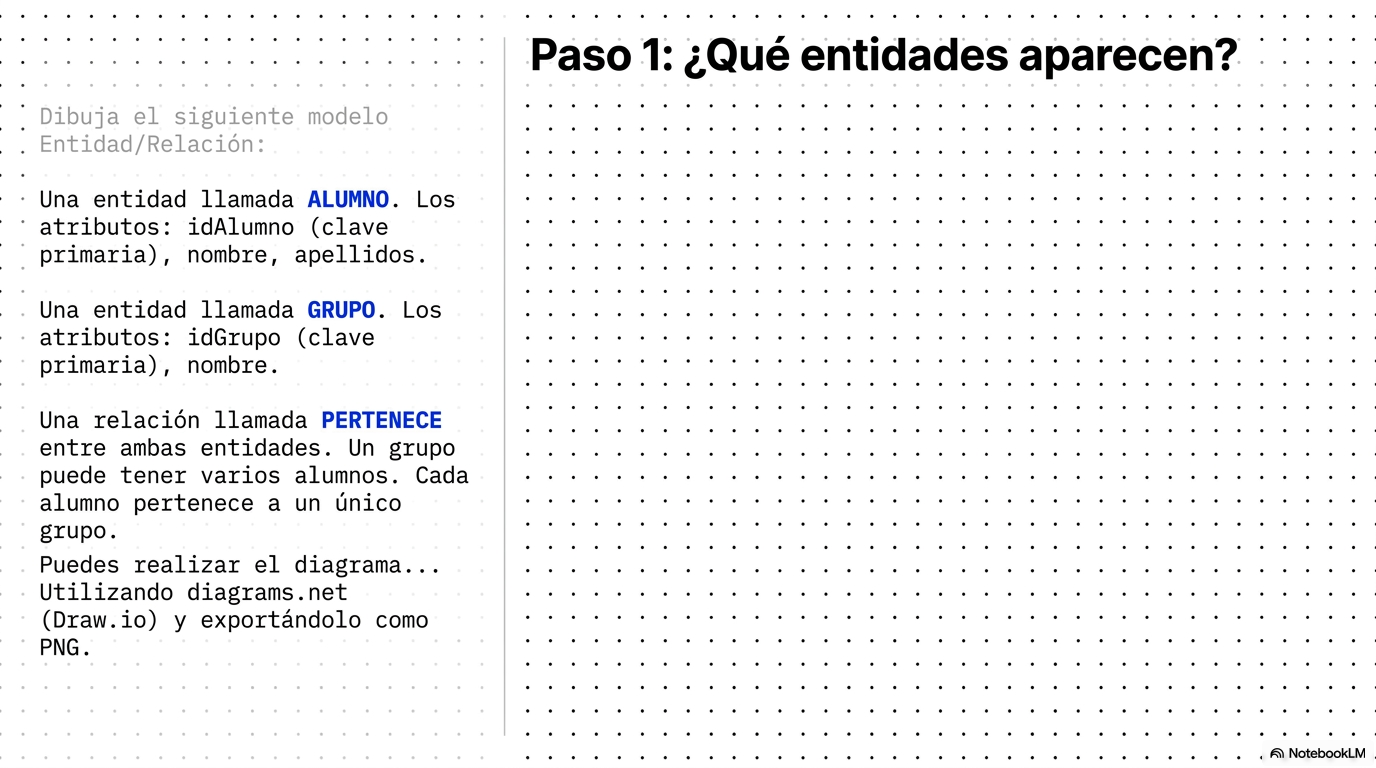 Paso 1: ¿Qué entidades aparecen?
Dibuja el siguiente modelo
Entidad/Relación:
Una entidad llamada ALUMNO. Los
atributos: idAlumno (clave
primaria), nombre, apellidos.
Una entidad llamada GRUPO. Los
atributos: idGrupo (clave
primaria), nombre.
Una relación llamada PERTENECE
entre ambas entidades. Un grupo
puede tener varios alumnos. Cada
alumno pertenece a un único
grupo.
Puedes realizar el diagrama...
Utilizando diagrams.net
(Draw.io) y exportándolo como
PNG.
NotebookLM